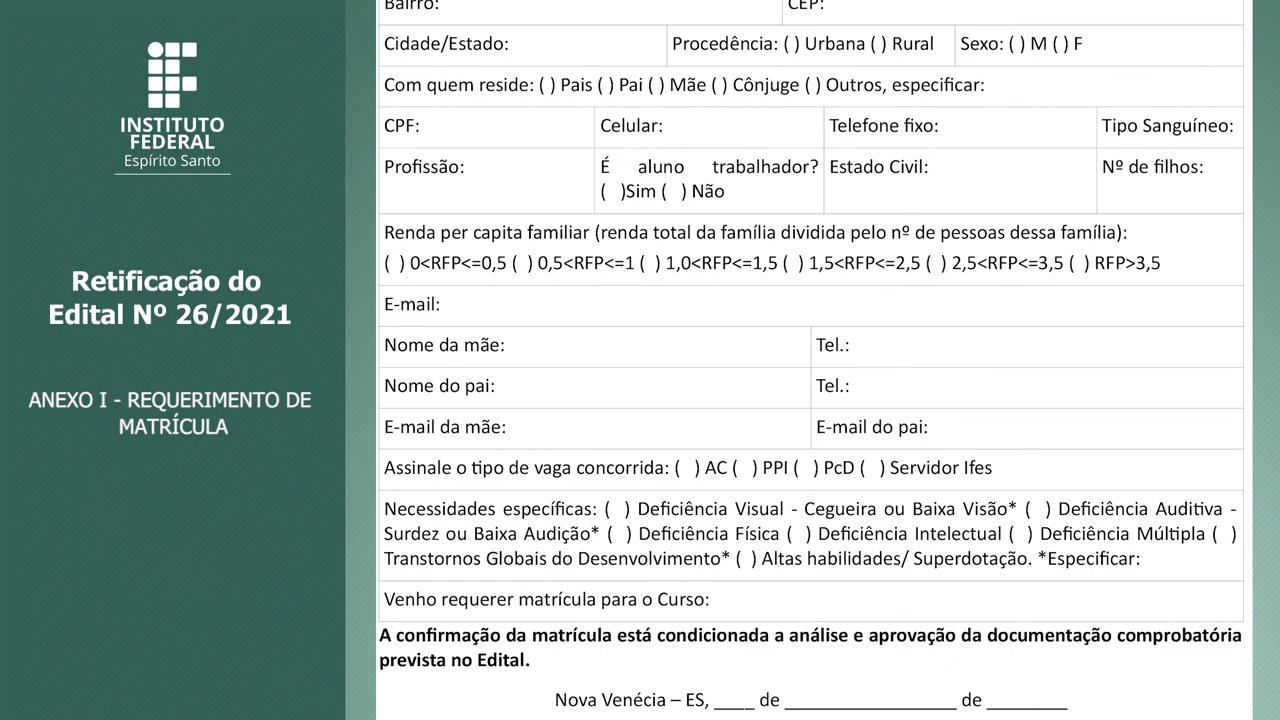 INSTITUTO
FEDERAL
Espírito Santo
Retificação do
Edital Nº 26/2021
ANEXO I - REQUERIMENTO DE
MATRÍCULA
Bairro: CEP:
Cidade/Estado: Procedência: ( ) Urbana ( ) Rural Sexo: ( ) M ( ) F
Com quem reside: ( ) Pais ( ) Pai ( ) Mãe ( ) Cônjuge ( ) Outros, especificar:
CPF: Celular: Telefone fixo: Tipo Sanguíneo:
Profissão: É aluno trabalhador? Estado Civil: Nº de filhos:
( )Sim ( ) Não
Renda per capita familiar (renda total da família dividida pelo nº de pessoas dessa família):
( ) 0<RFP<=0,5 ( ) 0,5<RFP<=1 ( ) 1,0<RFP<=1,5 ( ) 1,5<RFP<=2,5 ( ) 2,5<RFP<=3,5 ( ) RFP>3,5
E-mail:
Nome da mãe: Tel.:
Nome do pai: Tel.:
E-mail da mãe: E-mail do pai:
Assinale o tipo de vaga concorrida: ( ) AC ( ) PPI ( ) PcD ( ) Servidor Ifes
Necessidades específicas: ( ) Deficiência Visual - Cegueira ou Baixa Visão* ( ) Deficiência Auditiva -
Surdez ou Baixa Audição* ( ) Deficiência Física ( ) Deficiência Intelectual ( ) Deficiência Múltipla ( )
Transtornos Globais do Desenvolvimento* ( ) Altas habilidades/ Superdotação. *Especificar:
Venho requerer matrícula para o Curso:
A confirmação da matrícula está condicionada a análise e aprovação da documentação comprobatória
prevista no Edital.
Nova Venécia – ES, ____ de _________________ de ________